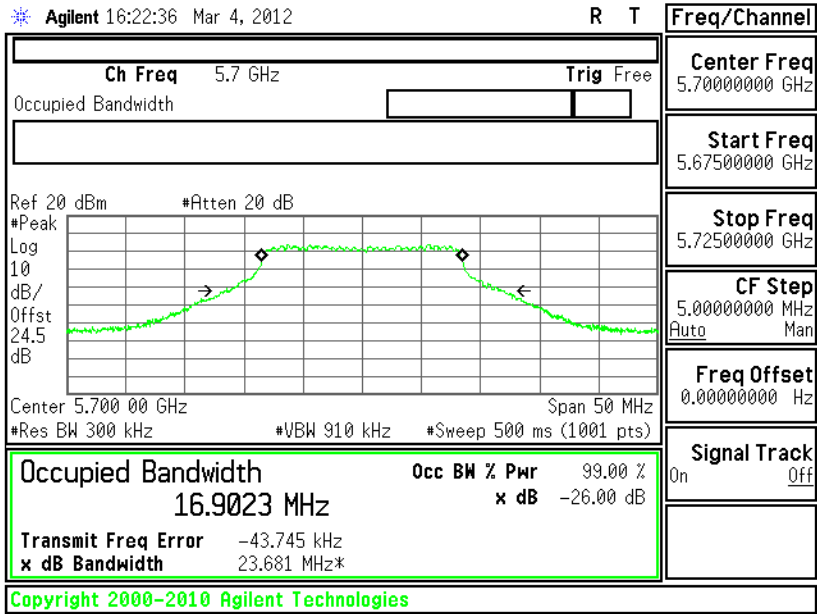 Agilent 16:22:36 Mar 4, 2012 R T Freq/Channel
Ch Freq 5.7 GHz Trig Free
Occupied Bandwidth
Center Freq
5.70000000 GHz
Start Freq
5.67500000 GHz
Stop Freq
5.72500000 GHz
CF Step
5.00000000 MHz
Auto Man
Freq Offset
0.00000000 Hz
Signal Track
On Off
Ref 20 dBm #Atten 20 dB
#Peak
Log
10
dB/
Offst
24.5
dB
Center 5.700 00 GHz Span 50 MHz
#Res BW 300 kHz #VBW 910 kHz #Sweep 500 ms (1001 pts)
Occupied Bandwidth Occ BW % Pwr 99.00 %
16.9023 MHz x dB -26.00 dB
Transmit Freq Error -43.745 kHz
x dB Bandwidth 23.681 MHz*
Copyright 2000-2010 Agilent Technologies